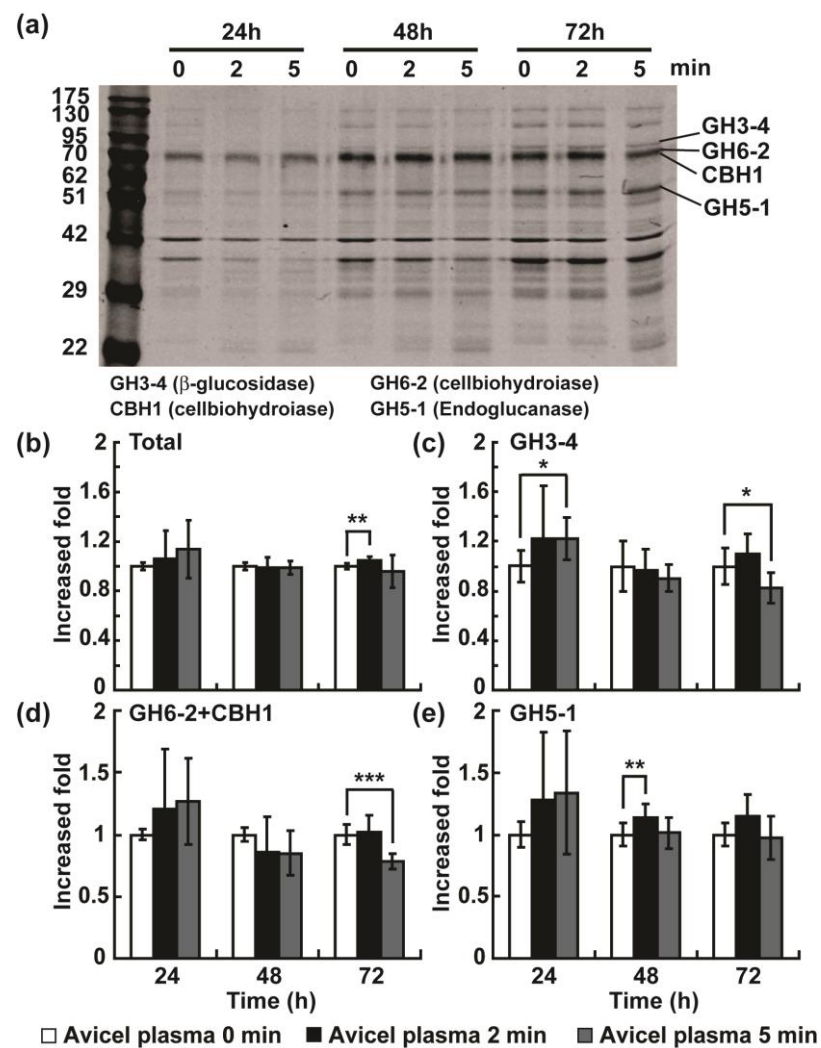 (a)
24h 48h 72h
0 2 5 0 2 5 0 2 5 min
175
130
95
70
62
51
42
29
22
GH3-4
GH6-2
CBH1
GH5-1
GH3-4 (β-glucosidase) GH6-2 (cellbiohydroiase)
CBH1 (cellbiohydroiase) GH5-1 (Endoglucanase)
(b) Total
Increased fold
2
1.6
1.2
0.8
0.4
0
**
(c) GH3-4
Increased fold
2
1.6
1.2
0.8
0.4
0
* *
(d) GH6-2+CBH1
Increased fold
2
1.5
1
0.5
0
***
24 48 72
Time (h)
(e) GH5-1
Increased fold
2
1.5
1
0.5
0
**
24 48 72
Time (h)
Avicel plasma 0 min Avicel plasma 2 min Avicel plasma 5 min